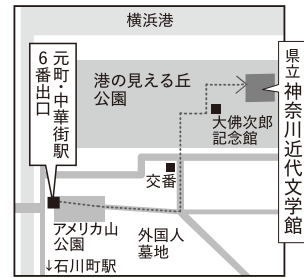 横浜港
元町・中華街駅
6番出口
港の見える丘
公園
県立神奈川近代文学館
大佛次郎
記念館
交番
アメリカ山
公園
外国人
墓地
↓石川町駅